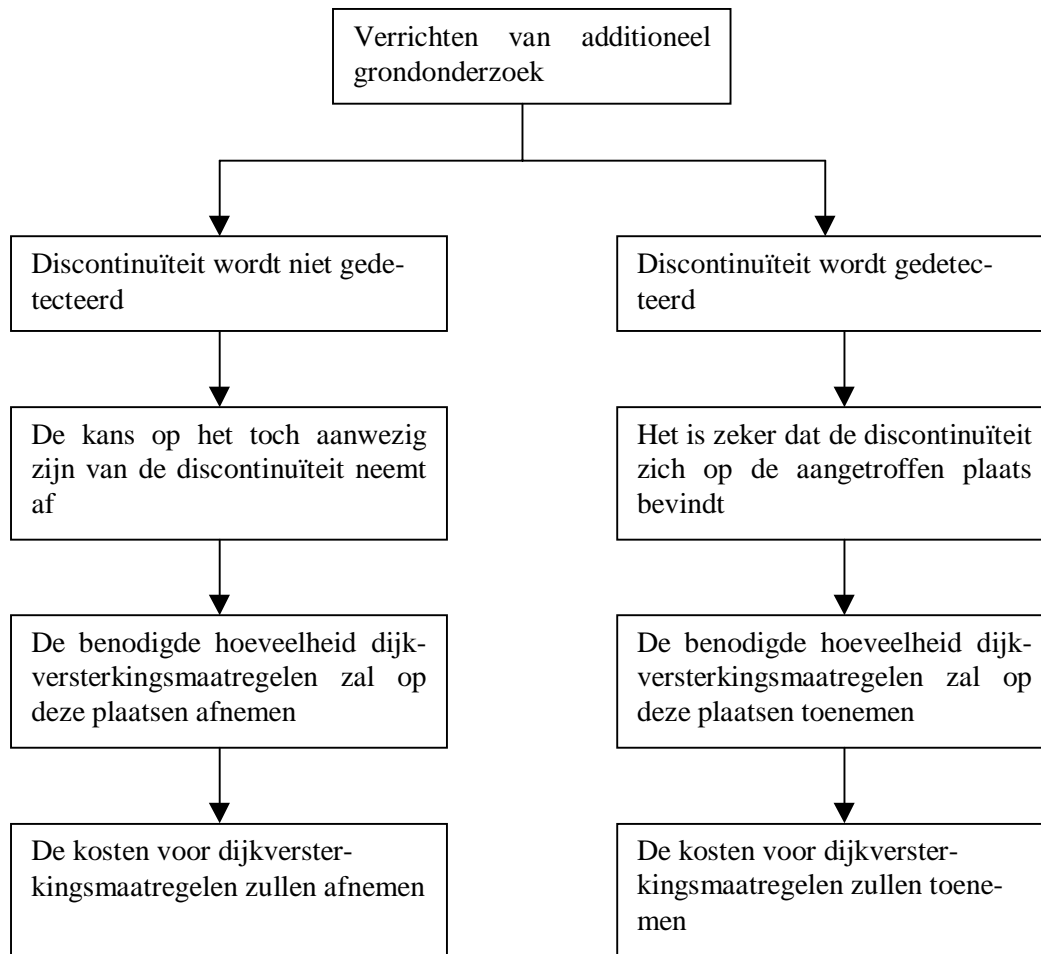 Verrichten van additioneel
grondonderzoek
Discontinuïteit wordt niet gede-
tecteerd
Discontinuïteit wordt gedetec-
teerd
De kans op het toch aanwezig
zijn van de discontinuïteit neemt
af
Het is zeker dat de discontinuïteit
zich op de aangetroffen plaats
bevindt
De benodigde hoeveelheid dijk-
versterkingsmaatregelen zal op
deze plaatsen afnemen
De benodigde hoeveelheid dijk-
versterkingsmaatregelen zal op
deze plaatsen toenemen
De kosten voor dijkverster-
kingsmaatregelen zullen afnemen
De kosten voor dijkverster-
kingsmaatregelen zullen toene-
men